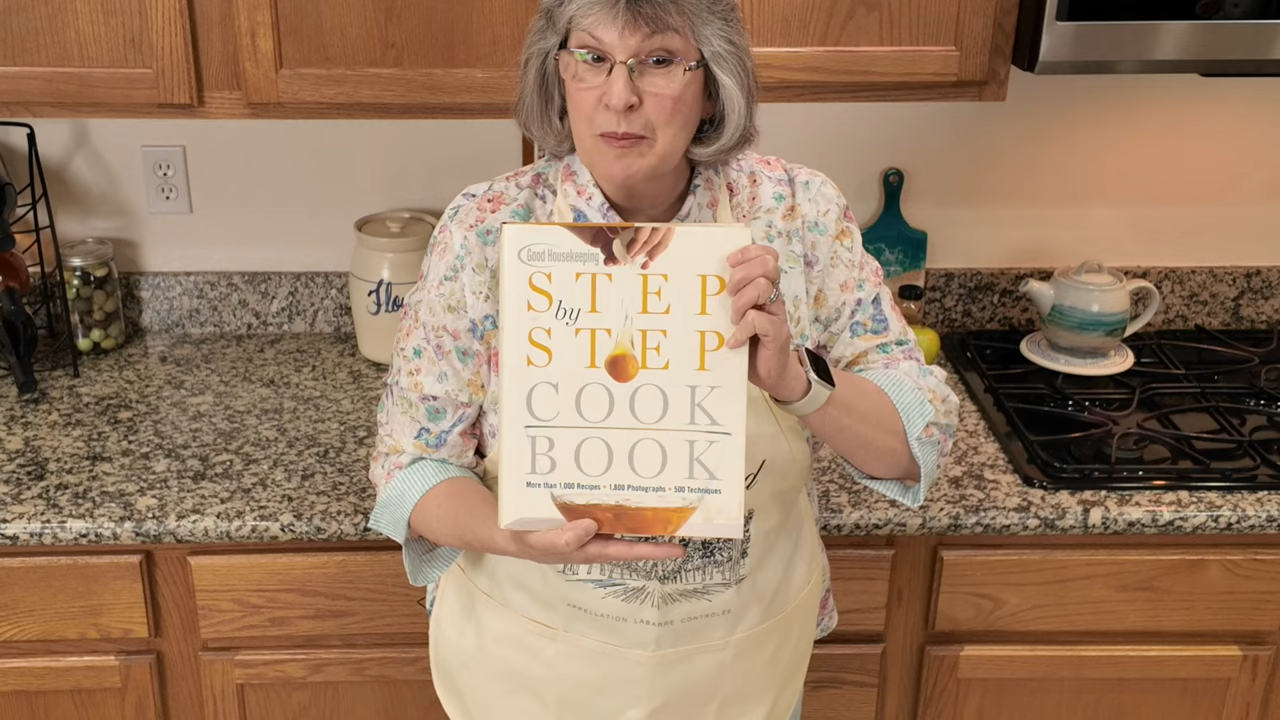 Good Housekeeping
STEP
by
STEP
COOK
BOOK
More than 1,000 Recipes • 1,800 Photographs • 500 Techniques
APPELLATION LABARRE CONTRÔLÉE